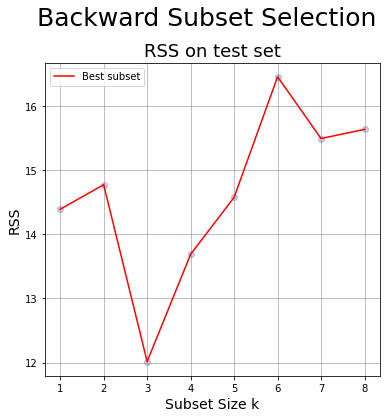 Backward Subset Selection
RSS on test set
Best subset
RSS
16
15
14
13
12
1 2 3 4 5 6 7 8
Subset Size k